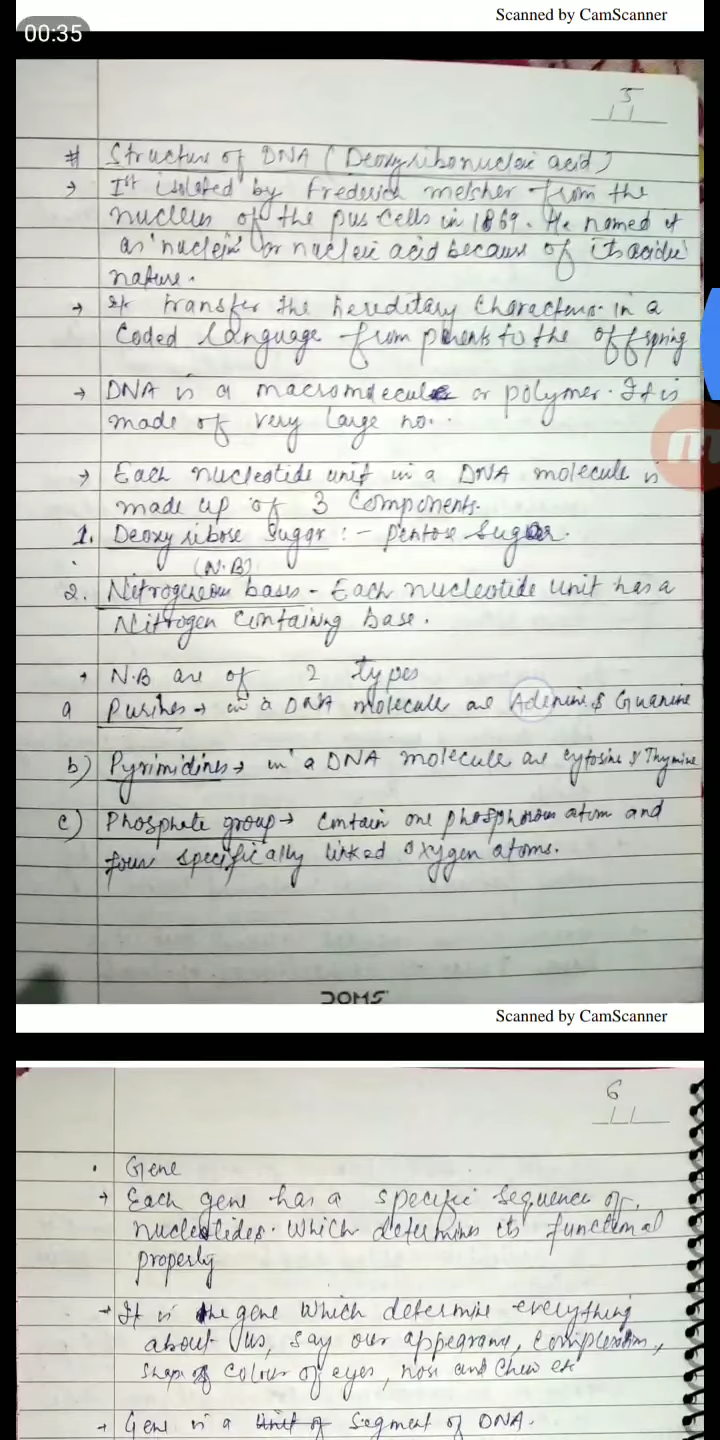 Scanned by CamScanner
00:35
5
# Structure of DNA (Deoxyribonucleic acid)
→ Ist isolated by Frederich melcher from the
nucleus of the pus cells in 1869. He named it
as 'nuclein' or nucleic acid because of its acidic
nature.
→ It transfer the hereditary characters in a
coded language from parents to the offspring
→ DNA is a macromolecule or polymer. It is
made of very large no..
→ Each nucleotide unit in a DNA molecule is
made up of 3 components.
1. Deoxyribose sugar :- pentose sugar.
(N.B)
2. Nitrogeneous bases - Each nucleotide unit has a
Nitrogen containing base.
→ N.B are of 2 types
a Purines → in a DNA molecule are Adenine & Guanine
b) Pyrimidines → in a DNA molecule are cytosine & Thymine
c) Phosphate group → contain one phosphorous atom and
four specifically linked oxygen atoms.
DOMS
Scanned by CamScanner
6
. Gene
→ Each gene has a specific sequence of
nucleotides. which determines its functional
property
→ It is the gene which determine everything
about us, say our appearance, complexion,
shape of colour of eyes, nose and
→ Gene is a unit of segment of DNA.